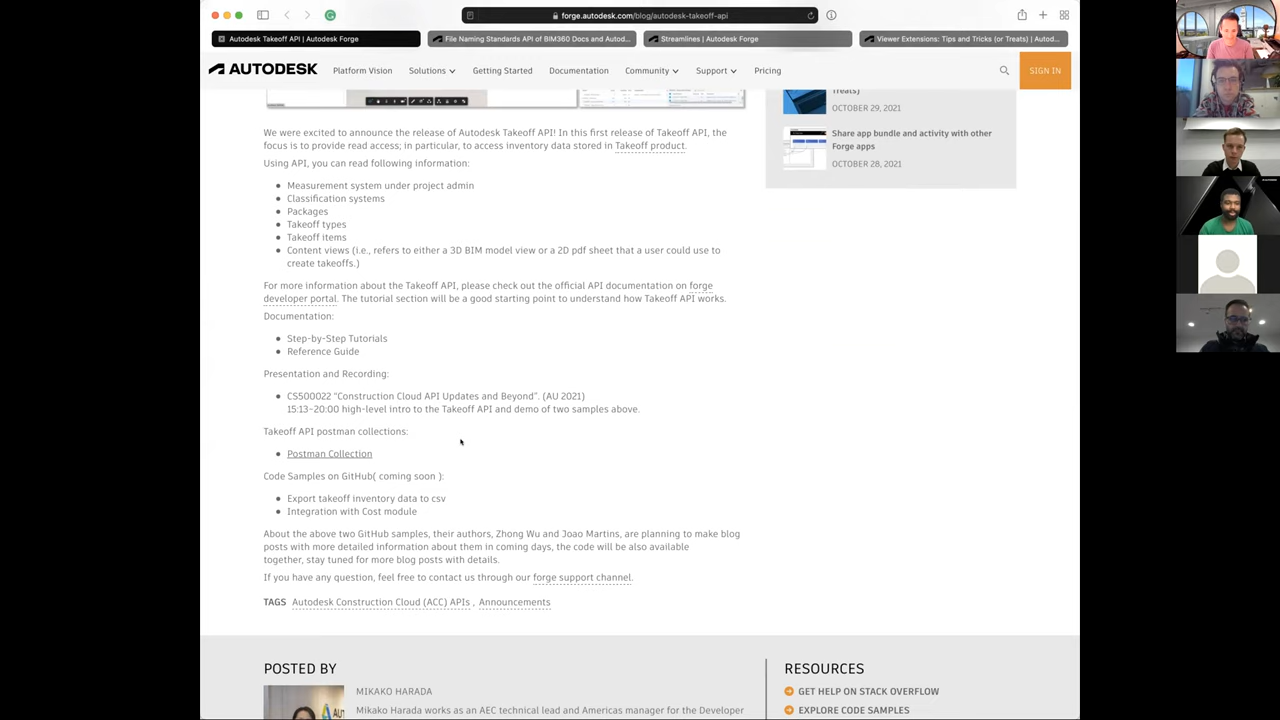 forge.autodesk.com/blog/autodesk-takeoff-api
Autodesk Takeoff API | Autodesk Forge
File Naming Standards API of BIM360 Docs and Autod...
Streamlines | Autodesk Forge
Viewer Extensions: Tips and Tricks (or Treats) | Autod...
AUTODESK
Platform Vision
Solutions
Getting Started
Documentation
Community
Support
Pricing
SIGN IN
Treats)
OCTOBER 29, 2021
Share app bundle and activity with other
Forge apps
OCTOBER 28, 2021
We were excited to announce the release of Autodesk Takeoff API! In this first release of Takeoff API, the
focus is to provide read access; in particular, to access inventory data stored in Takeoff product.
Using API, you can read following information:
Measurement system under project admin
Classification systems
Packages
Takeoff types
Takeoff items
Content views (i.e., refers to either a 3D BIM model view or a 2D pdf sheet that a user could use to
create takeoffs.)
For more information about the Takeoff API, please check out the official API documentation on forge
developer portal. The tutorial section will be a good starting point to understand how Takeoff API works.
Documentation:
Step-by-Step Tutorials
Reference Guide
Presentation and Recording:
CS500022 “Construction Cloud API Updates and Beyond”. (AU 2021)
15:13~20:00 high-level intro to the Takeoff API and demo of two samples above.
Takeoff API postman collections:
Postman Collection
Code Samples on GitHub( coming soon ):
Export takeoff inventory data to csv
Integration with Cost module
About the above two GitHub samples, their authors, Zhong Wu and Joao Martins, are planning to make blog
posts with more detailed information about them in coming days, the code will be also available
together, stay tuned for more blog posts with details.
If you have any question, feel free to contact us through our forge support channel.
TAGS Autodesk Construction Cloud (ACC) APIs , Announcements
POSTED BY
MIKAKO HARADA
Mikako Harada works as an AEC technical lead and Americas manager for the Developer
RESOURCES
GET HELP ON STACK OVERFLOW
EXPLORE CODE SAMPLES